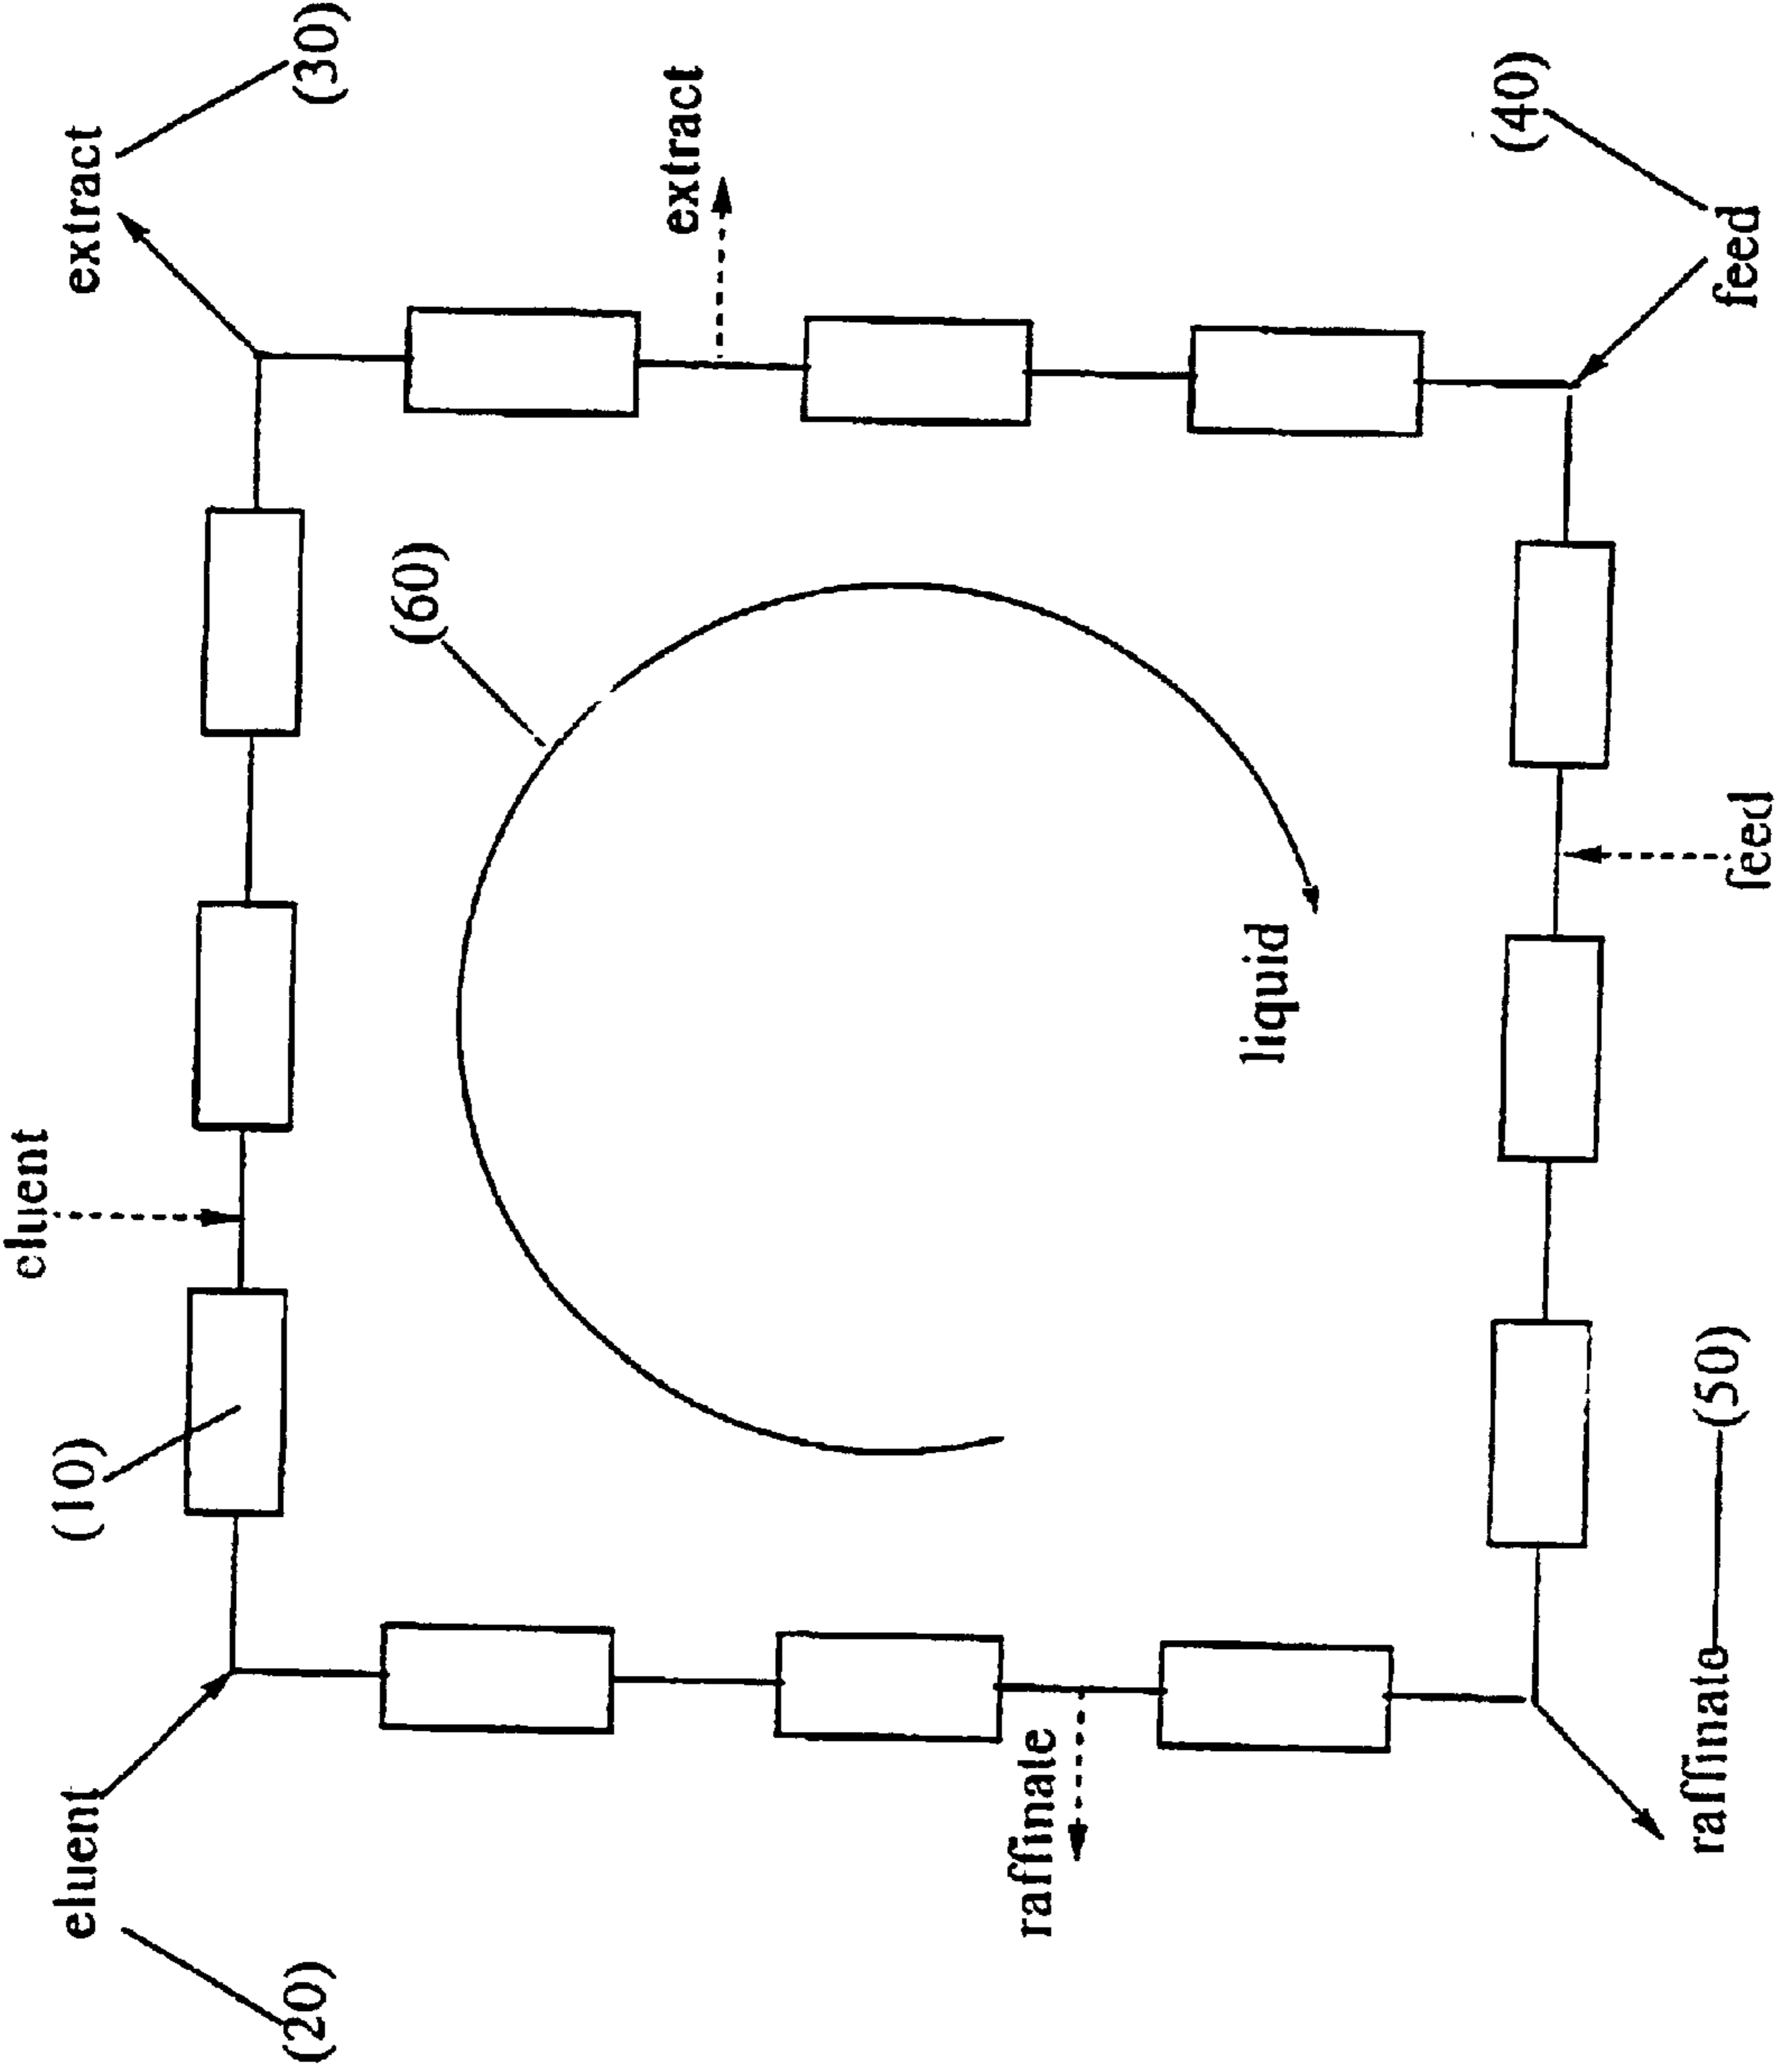 eluent
eluent
(10)
extract
(20)
(30)
(60)
extract
raffinate
liquid
(40)
raffinate
(50)
feed
feed